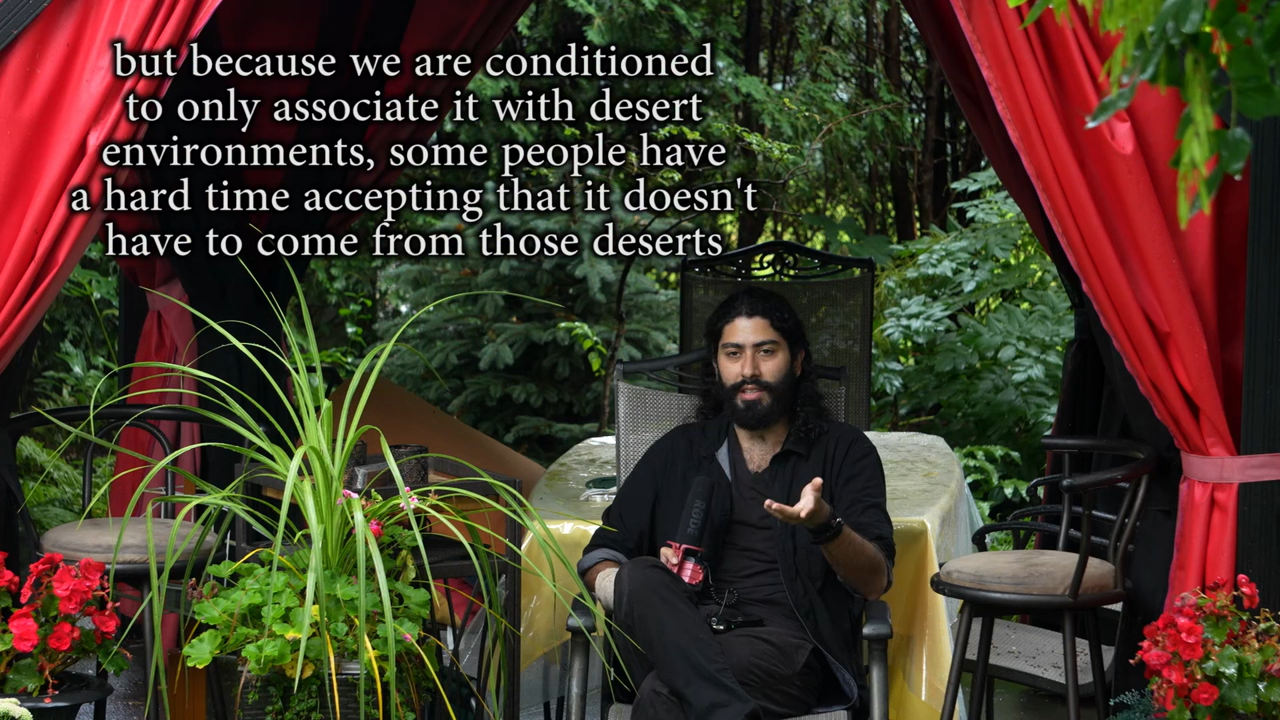 but because we are conditioned
to only associate it with desert
environments, some people have
a hard time accepting that it doesn't
have to come from those deserts
RODE